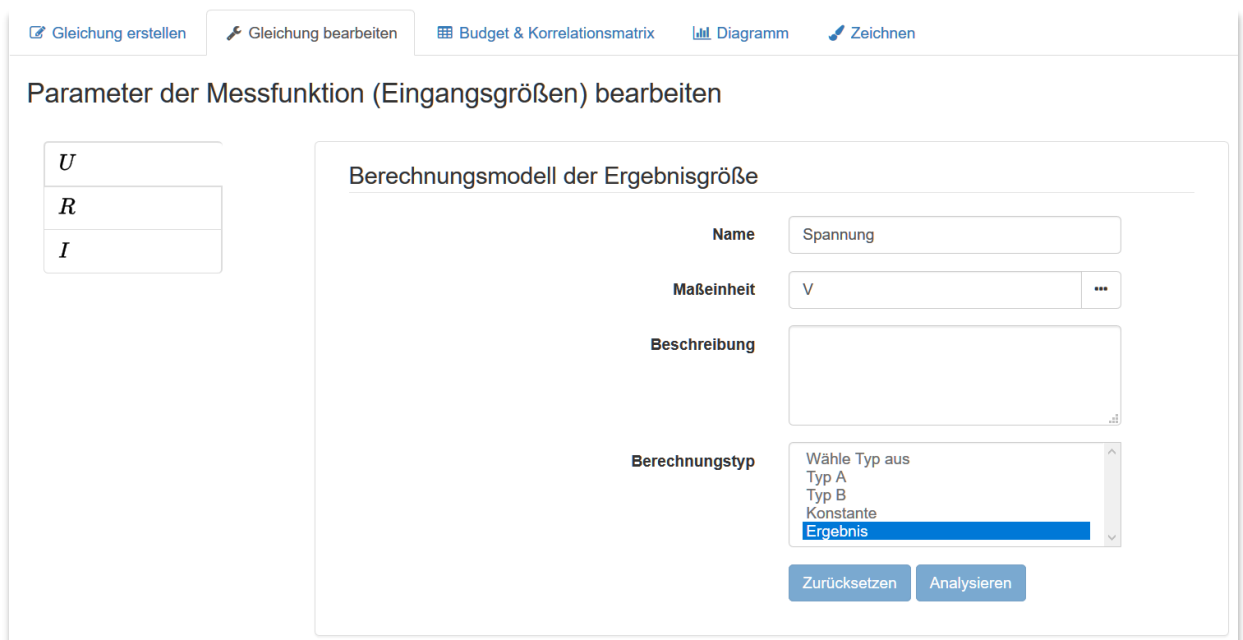 Gleichung erstellen Gleichung bearbeiten Budget & Korrelationsmatrix Diagramm Zeichnen
Parameter der Messfunktion (Eingangsgrößen) bearbeiten
U
R
I
Berechnungsmodell der Ergebnisgröße
Name Spannung
Maßeinheit V •••
Beschreibung
Berechnungstyp
Wähle Typ aus
Typ A
Typ B
Konstante
Ergebnis
Zurücksetzen Analysieren